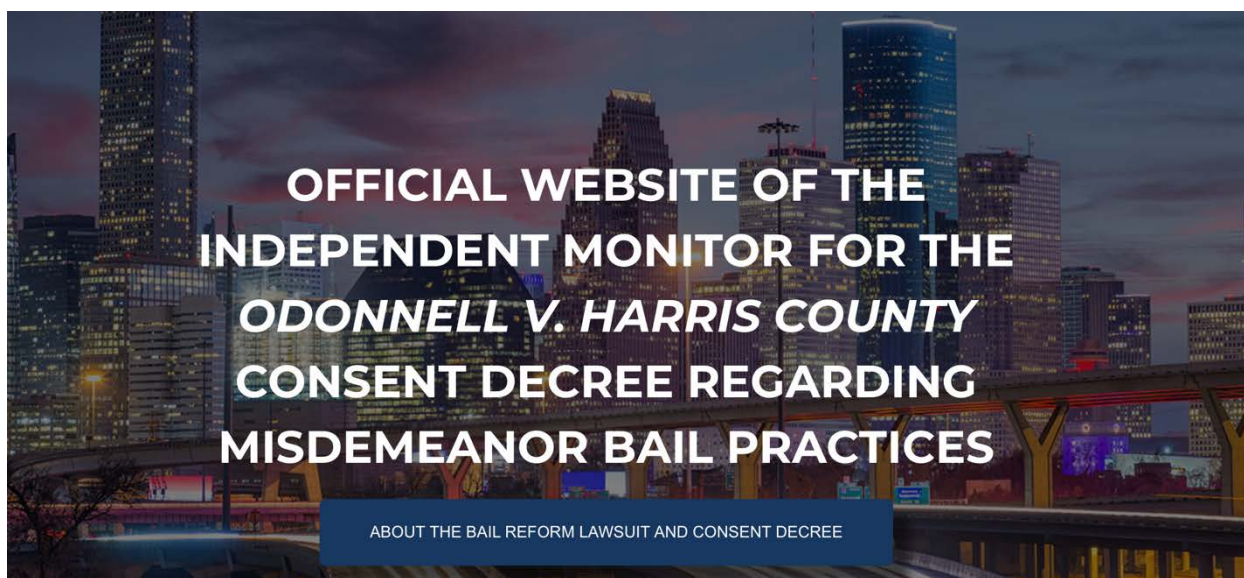 OFFICIAL WEBSITE OF THE
INDEPENDENT MONITOR FOR THE
ODONNELL V. HARRIS COUNTY
CONSENT DECREE REGARDING
MISDEMEANOR BAIL PRACTICES
ABOUT THE BAIL REFORM LAWSUIT AND CONSENT DECREE